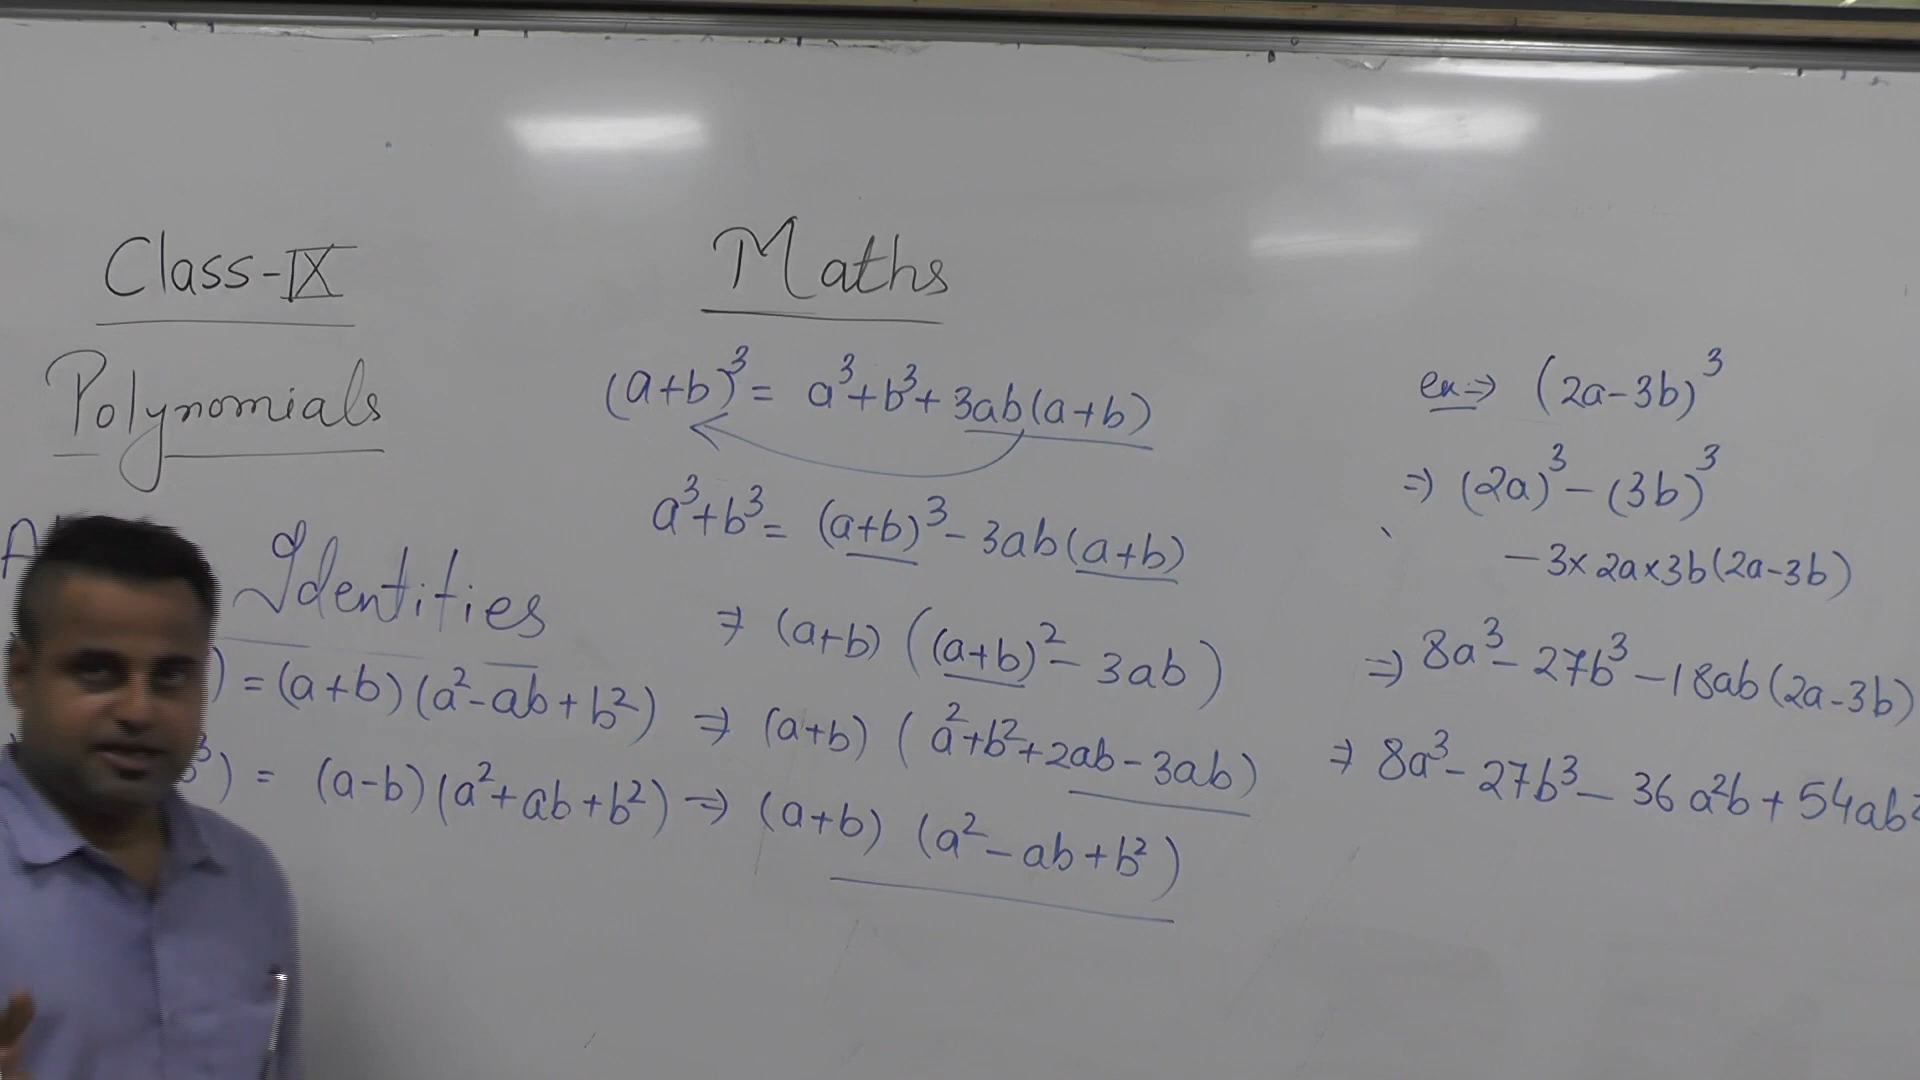 Class-IX
Polynomials
Identities
) = (a+b)(a²-ab+b²)
³) = (a-b)(a²+ab+b²)
Maths
(a+b)³ = a³+b³+3ab(a+b)
a³+b³ = (a+b)³-3ab(a+b)
⇒ (a+b)((a+b)²-3ab)
⇒ (a+b)(a²+b²+2ab-3ab)
⇒ (a+b)(a²-ab+b²)
ex ⇒ (2a-3b)³
⇒ (2a)³-(3b)³
-3×2a×3b(2a-3b)
⇒ 8a³-27b³-18ab(2a-3b)
⇒ 8a³-27b³-36a²b+54ab²